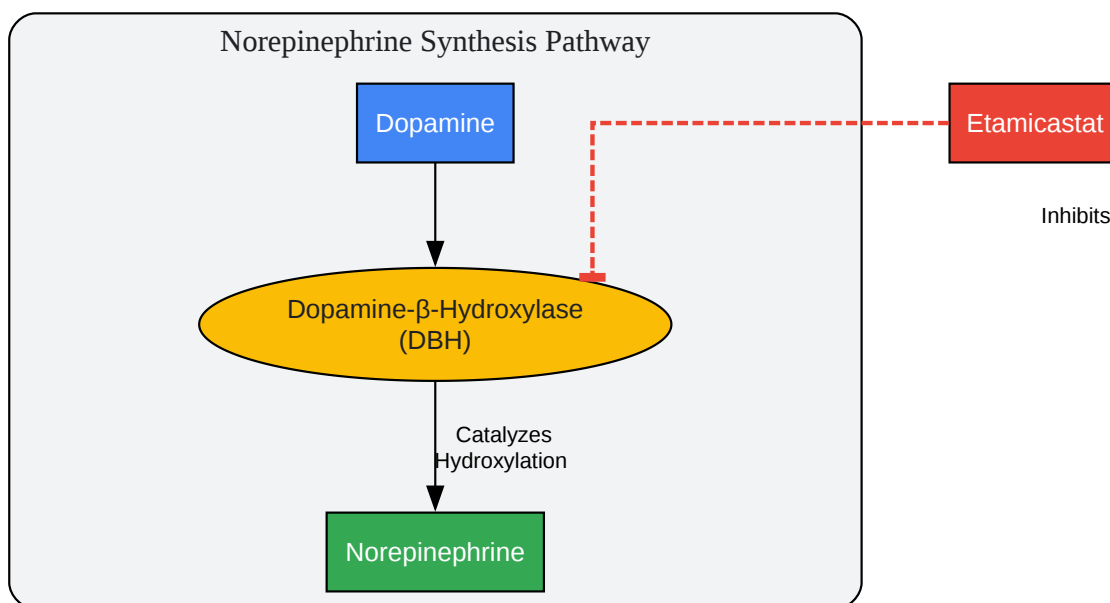 Norepinephrine Synthesis Pathway
Dopamine
Etamicastat
Inhibits
Dopamine-β-Hydroxylase
(DBH)
Catalyzes
Hydroxylation
Norepinephrine